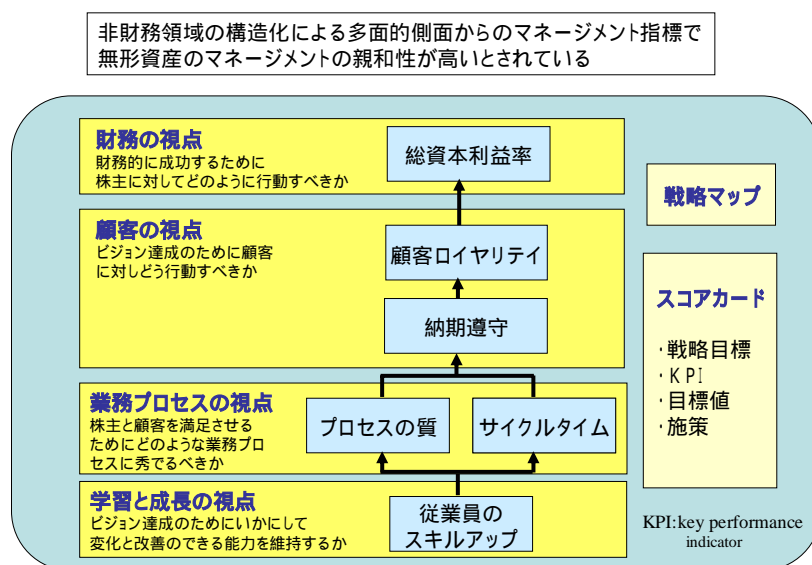 非財務領域の構造化による多面的側面からのマネージメント指標で
無形資産のマネージメントの親和性が高いとされている
財務の視点
財務的に成功するために
株主に対してどのように行動すべきか
総資本利益率
顧客の視点
ビジョン達成のために顧客
に対しどう行動すべきか
顧客ロイヤリテイ
納期遵守
業務プロセスの視点
株主と顧客を満足させる
ためにどのような業務プロ
セスに秀でるべきか
プロセスの質
サイクルタイム
学習と成長の視点
ビジョン達成のためにいかにして
変化と改善のできる能力を維持するか
従業員の
スキルアップ
戦略マップ
スコアカード
・戦略目標
・KPI
・目標値
・施策
KPI:key performance
indicator